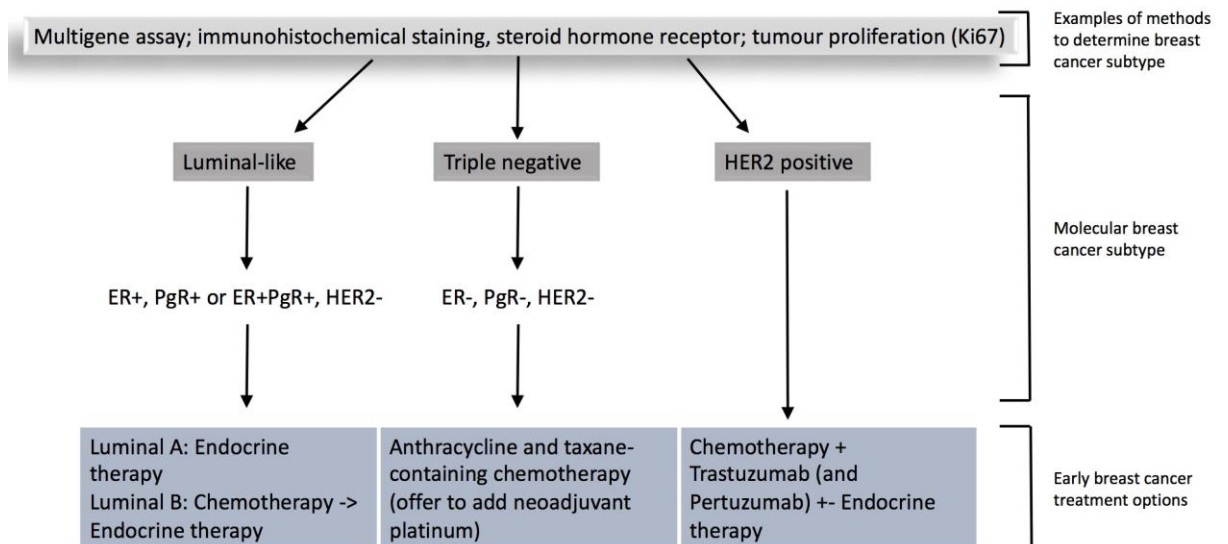 Multigene assay; immunohistochemical staining, steroid hormone receptor; tumour proliferation (Ki67)
Examples of methods
to determine breast
cancer subtype
Luminal-like
Triple negative
HER2 positive
Molecular breast
cancer subtype
ER+, PgR+ or ER+PgR+, HER2-
ER-, PgR-, HER2-
Luminal A: Endocrine
therapy
Luminal B: Chemotherapy ->
Endocrine therapy
Anthracycline and taxane-
containing chemotherapy
(offer to add neoadjuvant
platinum)
Chemotherapy +
Trastuzumab (and
Pertuzumab) +- Endocrine
therapy
Early breast cancer
treatment options